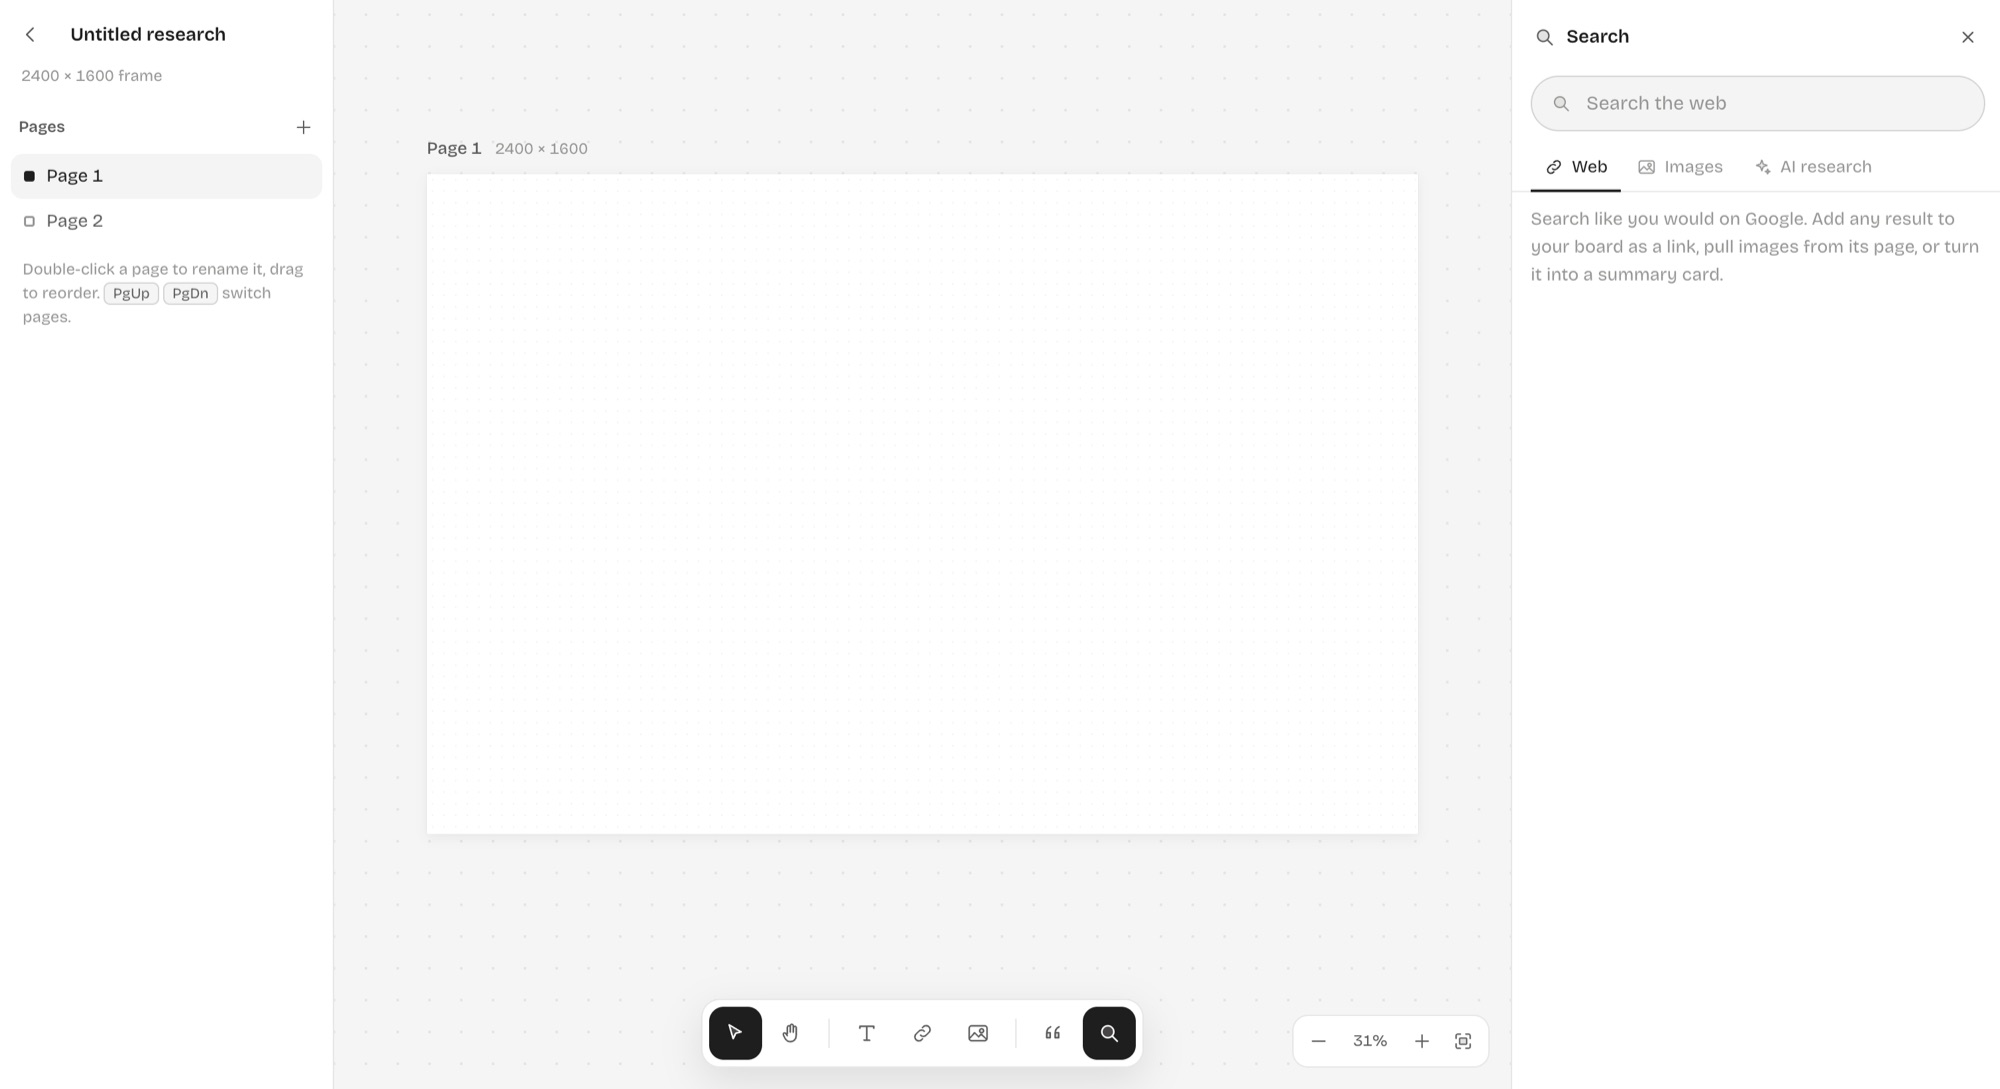 Untitled research
2400 × 1600 frame
Pages
Page 1
Page 2
Double-click a page to rename it, drag
to reorder. PgUp PgDn switch
pages.
Page 1 2400 × 1600
31%
Search
Search the web
Web Images AI research
Search like you would on Google. Add any result to
your board as a link, pull images from its page, or turn
it into a summary card.